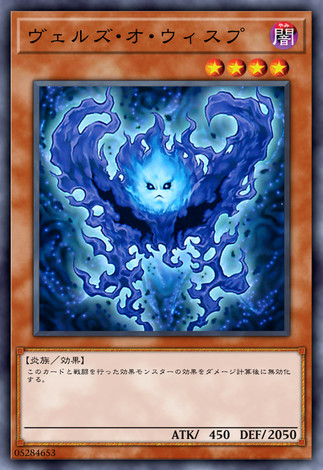 ヴェルズ・オ・ウィスプ
闇
やみ
【炎族／効果】
このカードと戦闘を行った効果モンスターの効果をダメージ計算後に無効化
する。
ATK/ 450 DEF/2050
05284653